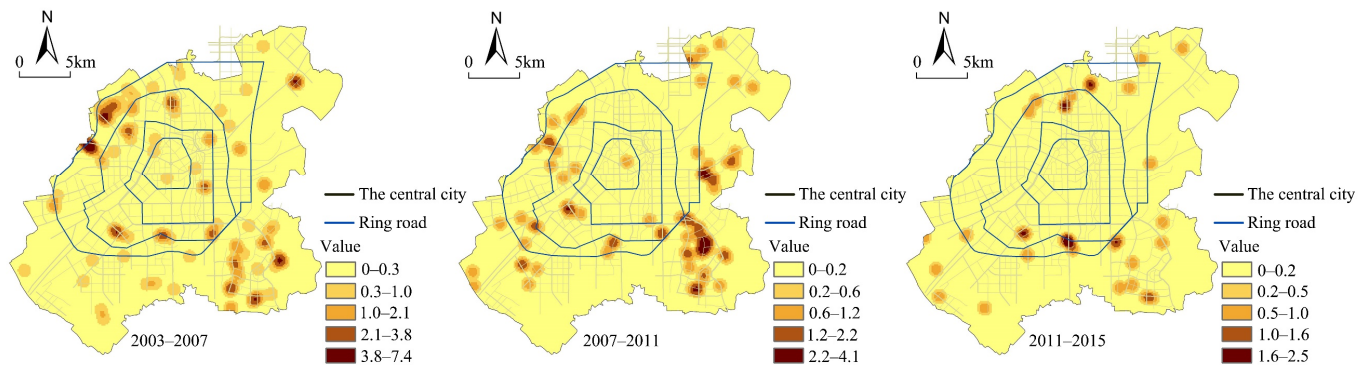 N
0 5km
The central city
Ring road
Value
0–0.3
0.3–1.0
1.0–2.1
2.1–3.8
3.8–7.4
2003–2007
N
0 5km
The central city
Ring road
Value
0–0.2
0.2–0.6
0.6–1.2
1.2–2.2
2.2–4.1
2007–2011
N
0 5km
The central city
Ring road
Value
0–0.2
0.2–0.5
0.5–1.0
1.0–1.6
1.6–2.5
2011–2015